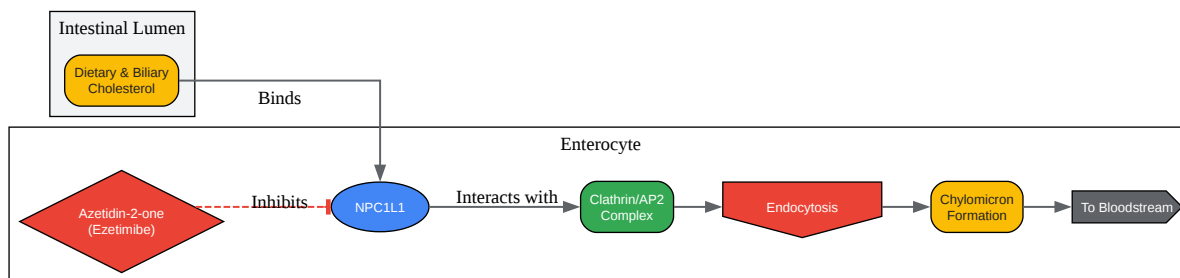 Intestinal Lumen
Dietary & Biliary
Cholesterol
Binds
Enterocyte
Azetidin-2-one
(Ezetimibe)
Inhibits
NPC1L1
Interacts with
Clathrin/AP2
Complex
Endocytosis
Chylomicron
Formation
To Bloodstream